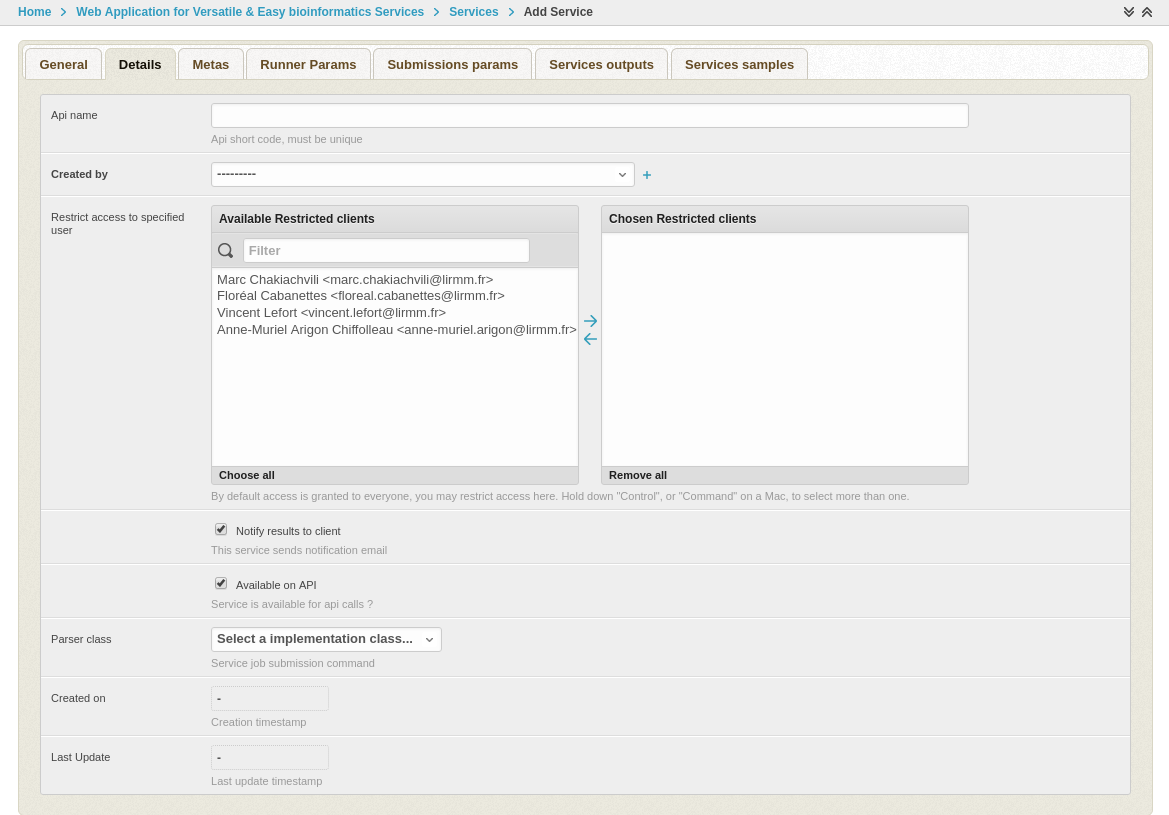 Home > Web Application for Versatile & Easy bioinformatics Services > Services > Add Service
General Details Metas Runner Params Submissions params Services outputs Services samples
Api name
Api short code, must be unique
Created by
---------
Restrict access to specified
user
Available Restricted clients
Filter
Marc Chakiachvili <marc.chakiachvili@lirmm.fr>
Floréal Cabanettes <floreal.cabanettes@lirmm.fr>
Vincent Lefort <vincent.lefort@lirmm.fr>
Anne-Muriel Arigon Chiffolleau <anne-muriel.arigon@lirmm.fr>
Choose all
Chosen Restricted clients
Remove all
By default access is granted to everyone, you may restrict access here. Hold down "Control", or "Command" on a Mac, to select more than one.
Notify results to client
This service sends notification email
Available on API
Service is available for api calls ?
Parser class
Select a implementation class...
Service job submission command
Created on
-
Creation timestamp
Last Update
-
Last update timestamp